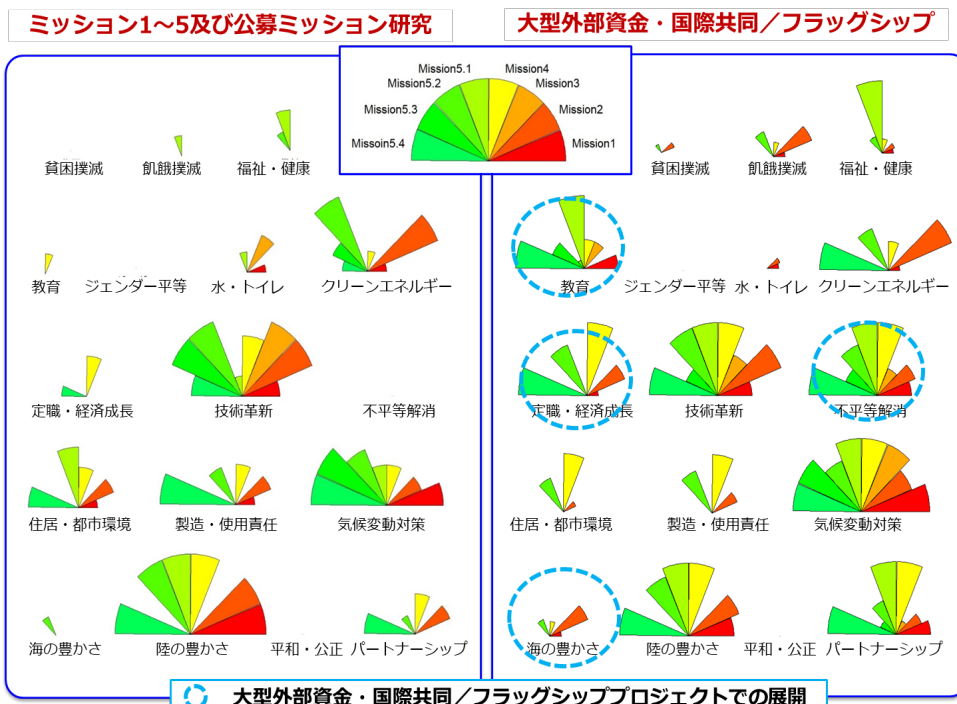 ミッション1～5及び公募ミッション研究
大型外部資金・国際共同／フラッグシップ
Mission5.1
Mission4
Mission5.2
Mission3
Mission5.3
Mission2
Missoin5.4
Mission1
貧困撲滅
飢餓撲滅
福祉・健康
教育
ジェンダー平等
水・トイレ
クリーンエネルギー
定職・経済成長
技術革新
不平等解消
住居・都市環境
製造・使用責任
気候変動対策
海の豊かさ
陸の豊かさ
平和・公正
パートナーシップ
貧困撲滅
飢餓撲滅
福祉・健康
教育
ジェンダー平等
水・トイレ
クリーンエネルギー
定職・経済成長
技術革新
不平等解消
住居・都市環境
製造・使用責任
気候変動対策
海の豊かさ
陸の豊かさ
平和・公正
パートナーシップ
大型外部資金・国際共同／フラッグシッププロジェクトでの展開